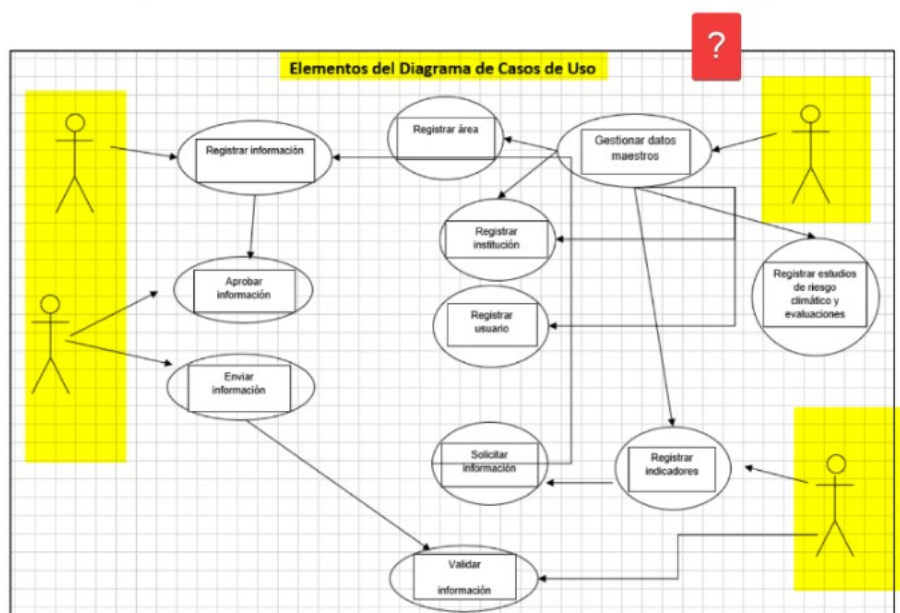 ?
Elementos del Diagrama de Casos de Uso
Registrar información
Registrar área
Gestionar datos
maestros
Registrar
institución
Aprobar
información
Registrar estudios
de riesgo
climático y
evaluaciones
Registrar
usuario
Enviar
información
Solicitar
información
Registrar
indicadores
Validar
información